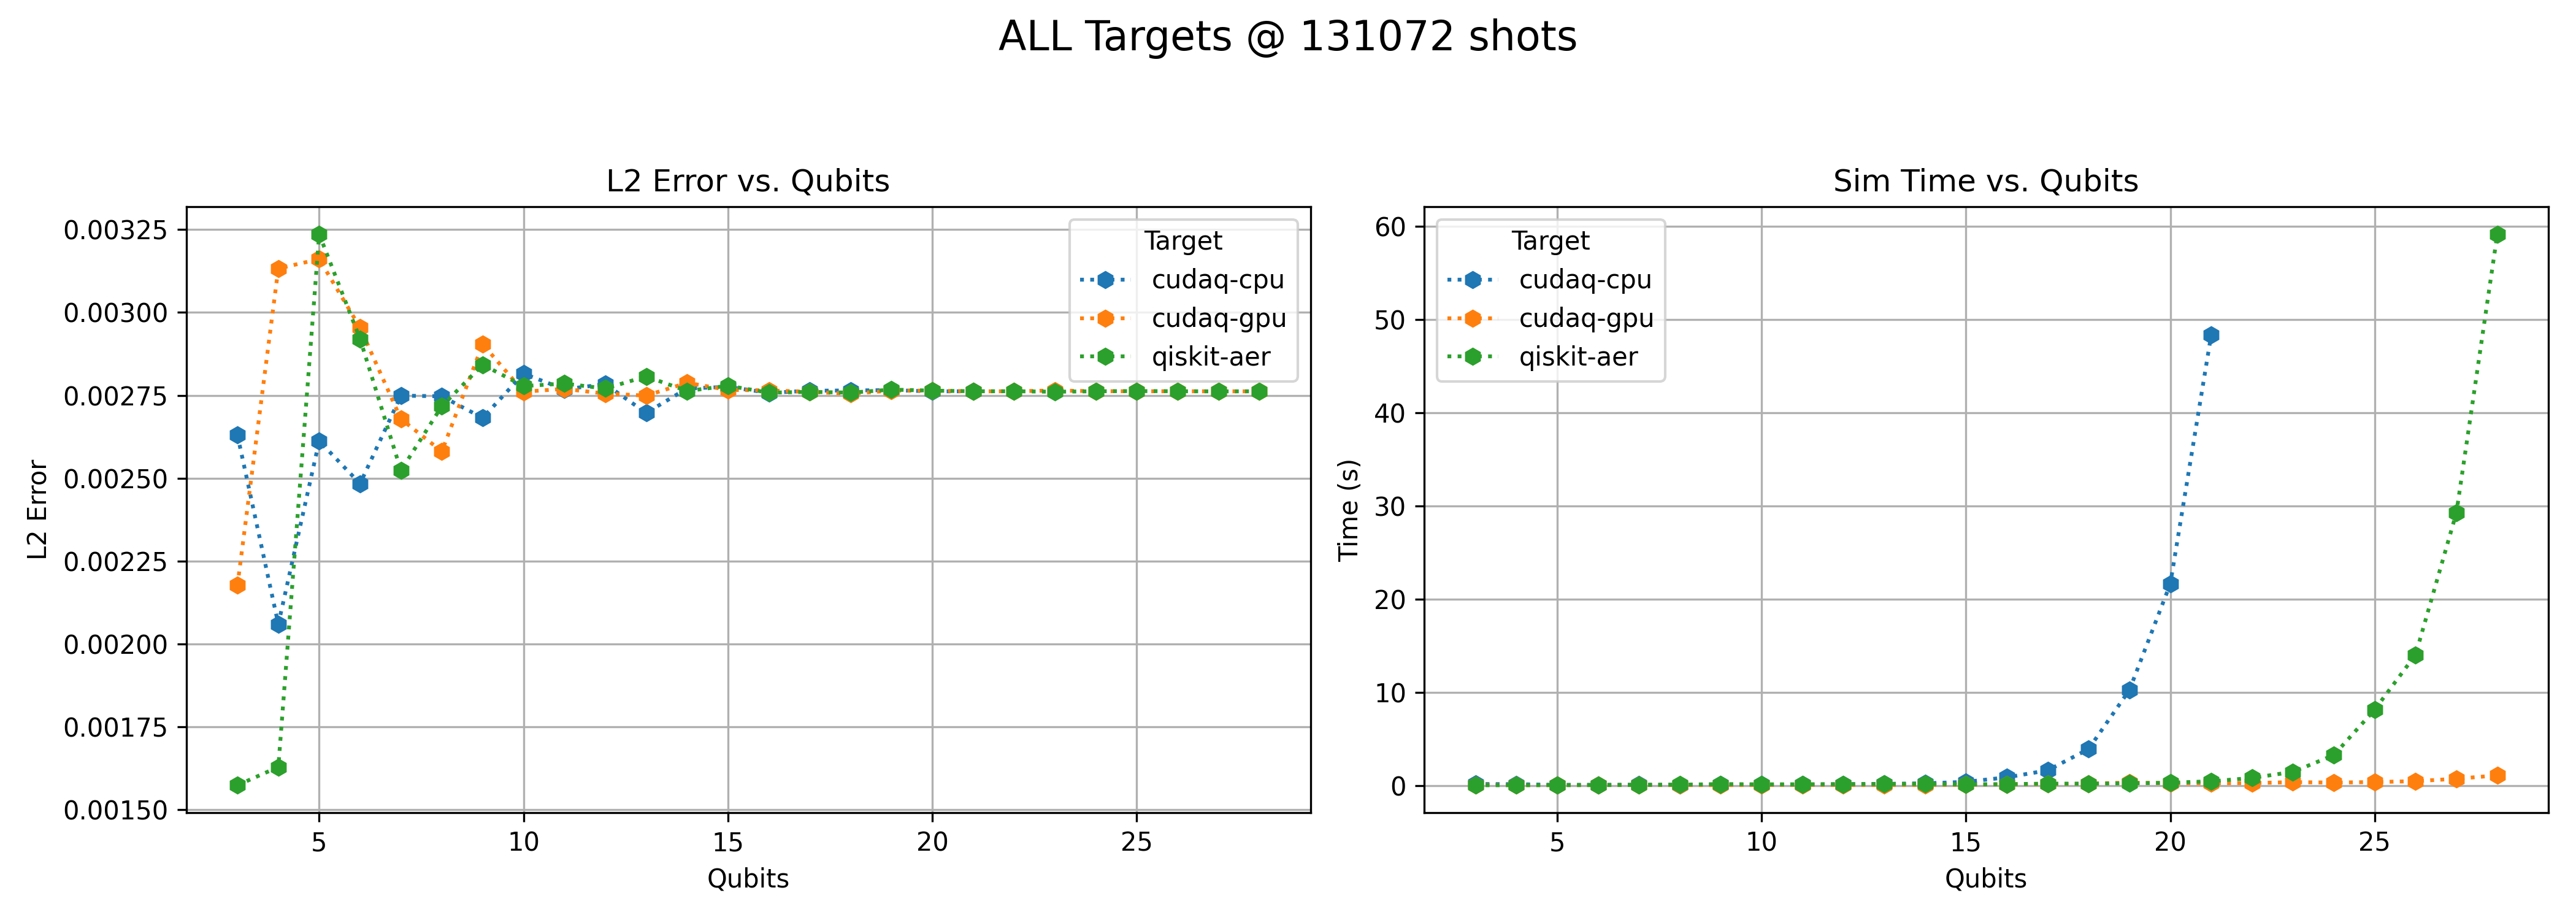 ALL Targets @ 131072 shots
L2 Error vs. Qubits
L2 Error
0.00325
0.00300
0.00275
0.00250
0.00225
0.00200
0.00175
0.00150
5
10
15
20
25
Qubits
Target
cudaq-cpu
cudaq-gpu
qiskit-aer
Sim Time vs. Qubits
Time (s)
60
50
40
30
20
10
0
5
10
15
20
25
Qubits
Target
cudaq-cpu
cudaq-gpu
qiskit-aer